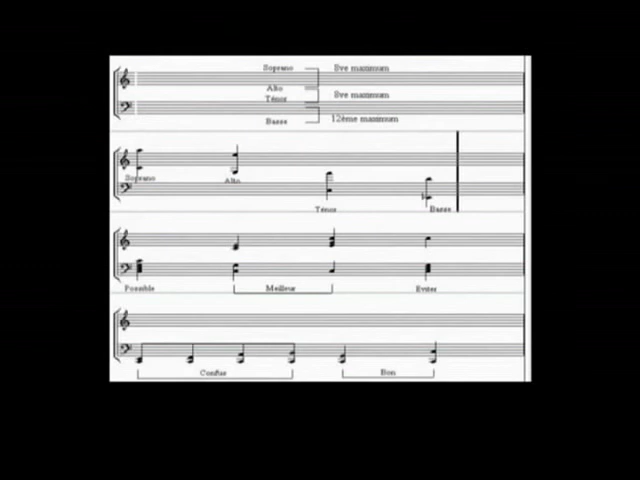 Soprano 8ve maximum
Alto
Ténor 8ve maximum
Basse 12ème maximum
Soprano Alto
Ténor Basse
Possible Meilleur Eviter
Confus Bon